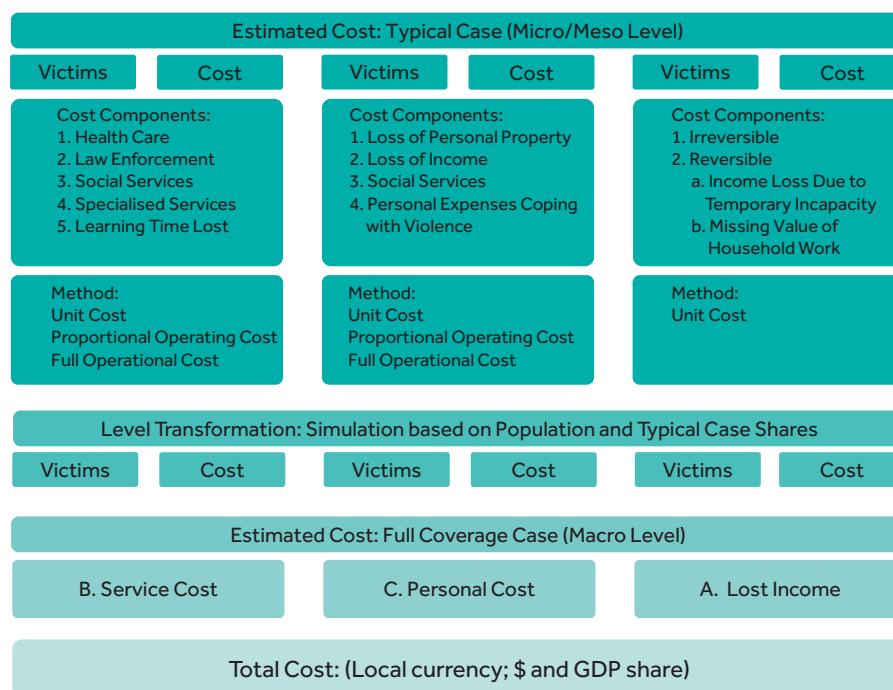 Estimated Cost: Typical Case (Micro/Meso Level)
Victims
Cost
Victims
Cost
Victims
Cost
Cost Components:
1. Health Care
2. Law Enforcement
3. Social Services
4. Specialised Services
5. Learning Time Lost
Cost Components:
1. Loss of Personal Property
2. Loss of Income
3. Social Services
4. Personal Expenses Coping
with Violence
Cost Components:
1. Irreversible
2. Reversible
a. Income Loss Due to
Temporary Incapacity
b. Missing Value of
Household Work
Method:
Unit Cost
Proportional Operating Cost
Full Operational Cost
Method:
Unit Cost
Proportional Operating Cost
Full Operational Cost
Method:
Unit Cost
Level Transformation: Simulation based on Population and Typical Case Shares
Victims
Cost
Victims
Cost
Victims
Cost
Estimated Cost: Full Coverage Case (Macro Level)
B. Service Cost
C. Personal Cost
A. Lost Income
Total Cost: (Local currency; $ and GDP share)